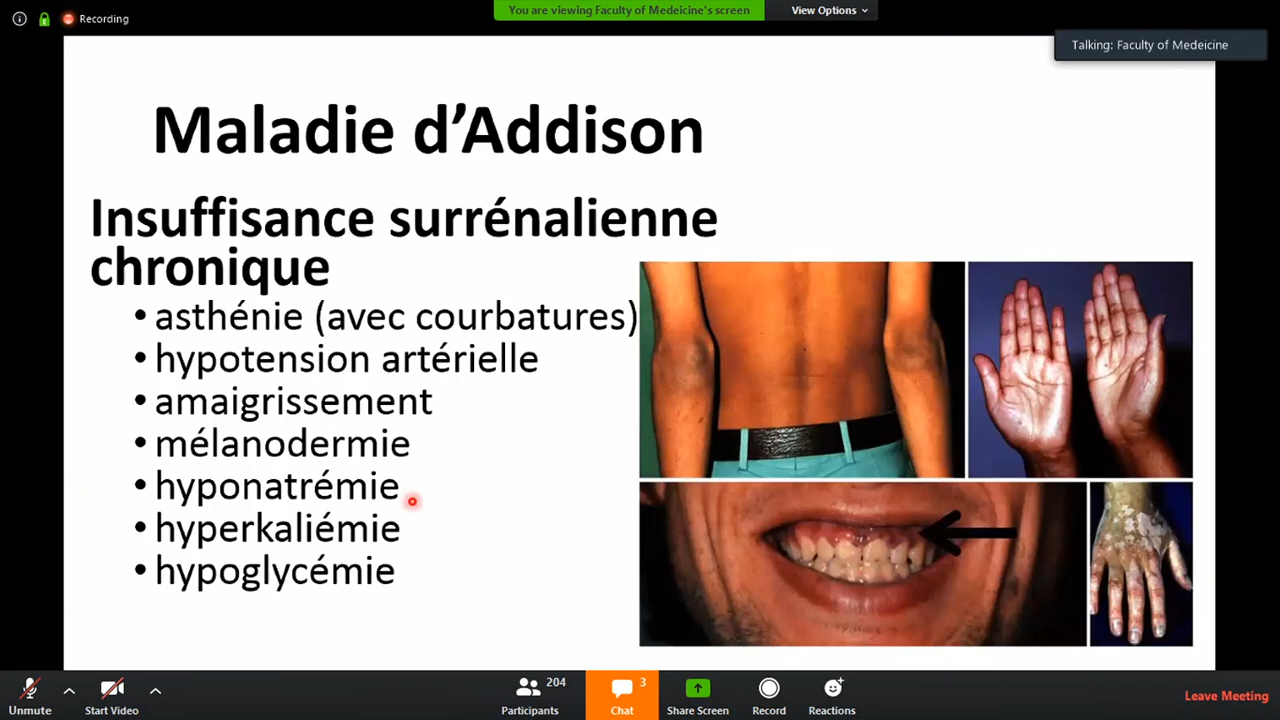 Recording
You are viewing Faculty of Medeicine's screen
View Options
Talking: Faculty of Medeicine
Maladie d'Addison
Insuffisance surrénalienne
chronique
• asthénie (avec courbatures)
• hypotension artérielle
• amaigrissement
• mélanodermie
• hyponatrémie
• hyperkaliémie
• hypoglycémie
Unmute
Start Video
204
Participants
3
Chat
Share Screen
Record
Reactions
Leave Meeting